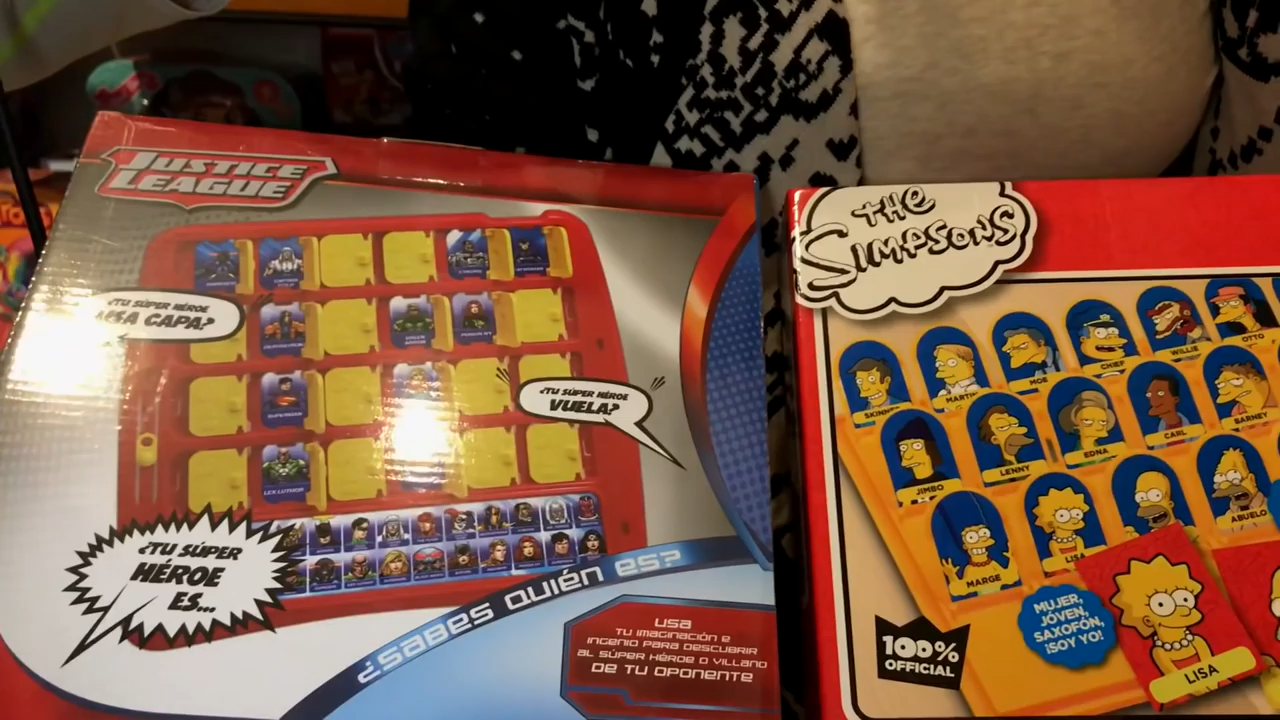 JUSTICE
LEAGUE
¿TU SÚPER HÉROE
USA CAPA?
¿TU SÚPER HÉROE
VUELA?
SUPERMAN
LEX LUTHOR
¿TU SÚPER
HÉROE
ES...
¿SABES QUIÉN ES?
USA
TU IMAGINACIÓN E
INGENIO PARA DESCUBRIR
AL SÚPER HÉROE O VILLANO
DE TU OPONENTE
THE
SIMPSONS
SKINNER
MARTIN
MOE
CHIEF
WILLIE
OTTO
JIMBO
LENNY
EDNA
CARL
BARNEY
MARGE
LISA
ABUELO
MUJER,
JÓVEN,
SAXOFÓN,
¡SOY YO!
100%
OFFICIAL
LISA